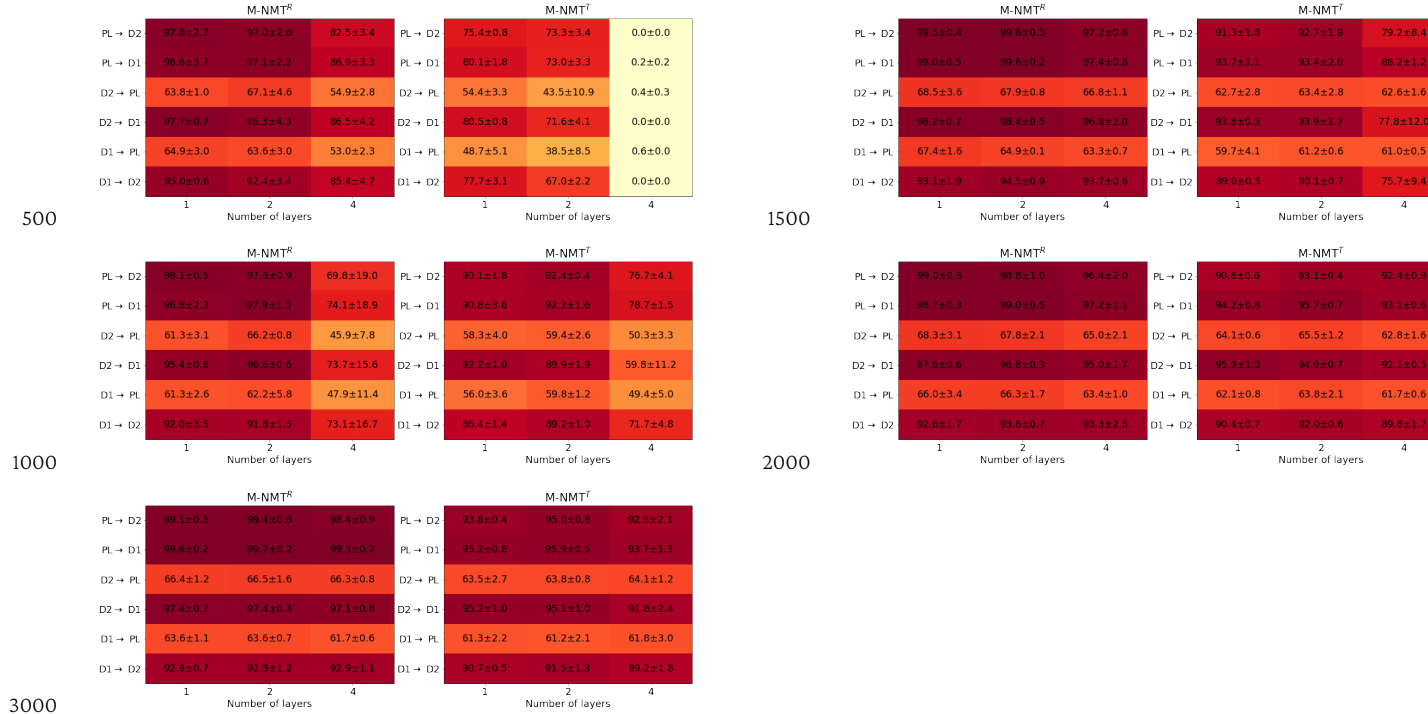 M-NMT^R M-NMT^T
PL → D2 97.8±2.7 97.0±2.6 82.5±3.4 PL → D2 75.4±0.8 73.3±3.4 0.0±0.0
PL → D1 96.6±3.7 97.1±2.2 86.9±3.3 PL → D1 80.1±1.8 73.0±3.3 0.2±0.2
D2 → PL 63.8±1.0 67.1±4.6 54.9±2.8 D2 → PL 54.4±3.3 43.5±10.9 0.4±0.3
D2 → D1 97.7±0.7 96.3±4.3 86.5±4.2 D2 → D1 80.5±0.8 71.6±4.1 0.0±0.0
D1 → PL 64.9±3.0 63.6±3.0 53.0±2.3 D1 → PL 48.7±5.1 38.5±8.5 0.6±0.0
D1 → D2 95.0±0.6 92.4±3.4 85.4±4.7 D1 → D2 77.7±3.1 67.0±2.2 0.0±0.0
1 2 4 1 2 4
Number of layers Number of layers
500
M-NMT^R M-NMT^T
PL → D2 99.5±0.4 99.6±0.3 97.2±0.6 PL → D2 91.3±1.8 92.7±1.9 79.2±8.4
PL → D1 99.0±0.5 99.6±0.2 97.4±0.8 PL → D1 93.7±1.1 93.4±2.0 88.2±1.2
D2 → PL 68.5±3.6 67.9±0.8 66.8±1.1 D2 → PL 62.7±2.8 63.4±2.8 62.6±1.6
D2 → D1 98.2±0.7 98.4±0.5 96.8±2.0 D2 → D1 93.8±0.5 93.9±1.7 77.8±12.0
D1 → PL 67.4±1.6 64.9±0.1 63.3±0.7 D1 → PL 59.7±4.1 61.2±0.6 61.0±0.5
D1 → D2 93.1±1.9 94.5±0.9 93.7±0.6 D1 → D2 89.0±0.5 90.1±0.7 75.7±9.4
1 2 4 1 2 4
Number of layers Number of layers
1500
M-NMT^R M-NMT^T
PL → D2 98.1±0.5 97.6±0.9 69.8±19.0 PL → D2 90.1±1.8 92.4±0.4 76.7±4.1
PL → D1 96.8±2.3 97.9±1.5 74.1±18.9 PL → D1 90.8±3.6 92.2±1.6 78.7±1.5
D2 → PL 61.3±3.1 66.2±0.8 45.9±7.8 D2 → PL 58.3±4.0 59.4±2.6 50.3±3.3
D2 → D1 95.4±0.6 96.6±0.6 73.7±15.6 D2 → D1 92.2±1.0 89.9±1.9 59.8±11.2
D1 → PL 61.3±2.6 62.2±5.8 47.9±11.4 D1 → PL 56.0±3.6 59.8±1.2 49.4±5.0
D1 → D2 92.0±3.5 91.8±1.5 73.1±16.7 D1 → D2 86.4±1.4 89.2±1.0 71.7±4.8
1 2 4 1 2 4
Number of layers Number of layers
1000
M-NMT^R M-NMT^T
PL → D2 99.0±0.6 98.8±1.0 96.4±2.0 PL → D2 90.8±0.6 93.1±0.4 92.4±0.9
PL → D1 98.7±0.3 99.0±0.5 97.2±1.1 PL → D1 94.2±0.8 95.7±0.7 93.1±0.6
D2 → PL 68.3±3.1 67.8±2.1 65.0±2.1 D2 → PL 64.1±0.6 65.5±1.2 62.8±1.6
D2 → D1 97.6±0.6 96.8±0.3 95.0±1.7 D2 → D1 95.9±1.0 94.9±0.7 92.1±0.5
D1 → PL 66.0±3.4 66.3±1.7 63.4±1.0 D1 → PL 62.1±0.8 63.8±2.1 61.7±0.6
D1 → D2 92.6±1.7 93.6±0.7 93.3±2.5 D1 → D2 90.4±0.7 92.0±0.6 89.8±1.7
1 2 4 1 2 4
Number of layers Number of layers
2000
M-NMT^R M-NMT^T
PL → D2 99.1±0.5 99.4±0.6 98.4±0.9 PL → D2 93.8±0.4 95.0±0.8 92.5±2.1
PL → D1 99.6±0.2 99.7±0.2 99.3±0.2 PL → D1 95.2±0.8 95.9±0.5 93.7±1.3
D2 → PL 66.4±1.2 66.5±1.6 66.3±0.8 D2 → PL 63.5±2.7 63.8±0.8 64.1±1.2
D2 → D1 97.4±0.7 97.4±0.3 97.1±0.8 D2 → D1 95.2±1.0 95.1±1.0 91.8±2.4
D1 → PL 63.6±1.1 63.6±0.7 61.7±0.6 D1 → PL 61.3±2.2 61.2±2.1 61.8±3.0
D1 → D2 92.8±0.7 92.8±1.2 92.9±1.1 D1 → D2 90.7±0.5 91.5±1.3 89.2±1.8
1 2 4 1 2 4
Number of layers Number of layers
3000